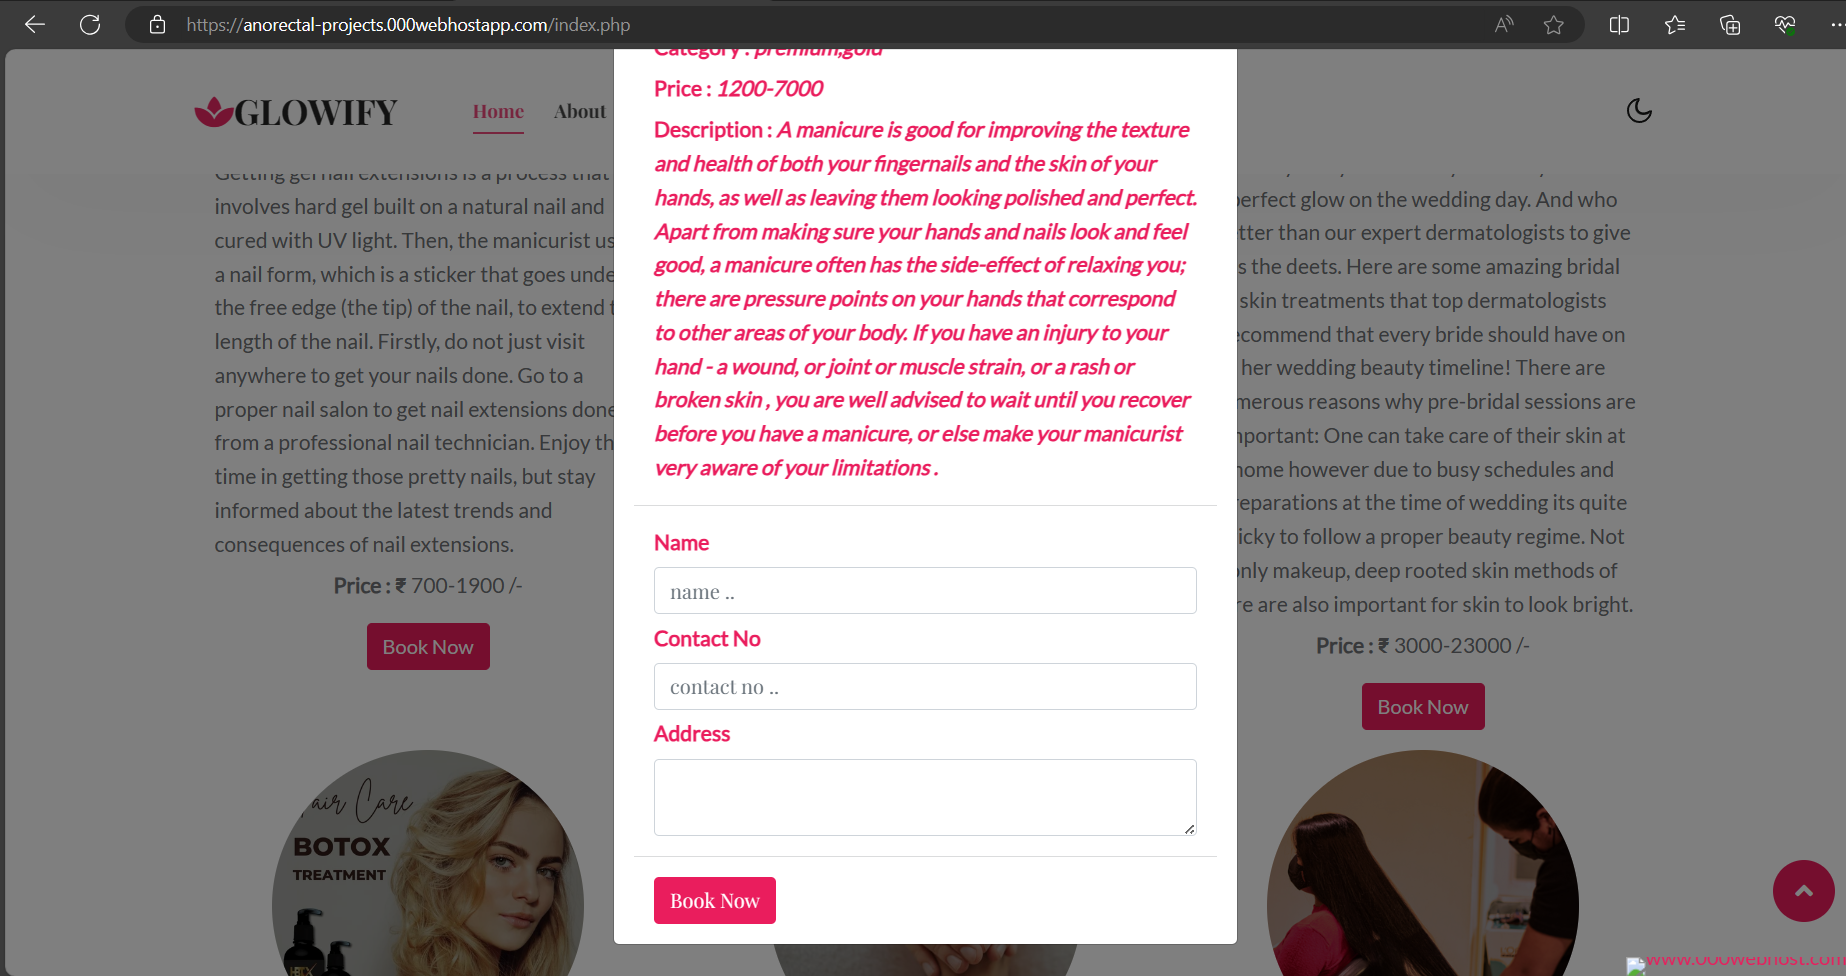 https://anorectal-projects.000webhostapp.com/index.php
GLOWIFY
Home
About
Getting gel nail extensions is a process that
involves hard gel built on a natural nail and
cured with UV light. Then, the manicurist us
a nail form, which is a sticker that goes unde
the free edge (the tip) of the nail, to extend t
length of the nail. Firstly, do not just visit
anywhere to get your nails done. Go to a
proper nail salon to get nail extensions done
from a professional nail technician. Enjoy th
time in getting those pretty nails, but stay
informed about the latest trends and
consequences of nail extensions.
Price : ₹ 700-1900 /-
Book Now
Hair Care
BOTOX
TREATMENT
Category : premium,gold
Price : 1200-7000
Description : A manicure is good for improving the texture
and health of both your fingernails and the skin of your
hands, as well as leaving them looking polished and perfect.
Apart from making sure your hands and nails look and feel
good, a manicure often has the side-effect of relaxing you;
there are pressure points on your hands that correspond
to other areas of your body. If you have an injury to your
hand - a wound, or joint or muscle strain, or a rash or
broken skin , you are well advised to wait until you recover
before you have a manicure, or else make your manicurist
very aware of your limitations .
Name
name ..
Contact No
contact no ..
Address
Book Now
erfect glow on the wedding day. And who
tter than our expert dermatologists to give
s the deets. Here are some amazing bridal
skin treatments that top dermatologists
commend that every bride should have on
her wedding beauty timeline! There are
merous reasons why pre-bridal sessions are
portant: One can take care of their skin at
home however due to busy schedules and
reparations at the time of wedding its quite
icky to follow a proper beauty regime. Not
only makeup, deep rooted skin methods of
re are also important for skin to look bright.
Price : ₹ 3000-23000 /-
Book Now
www.000webhost.com